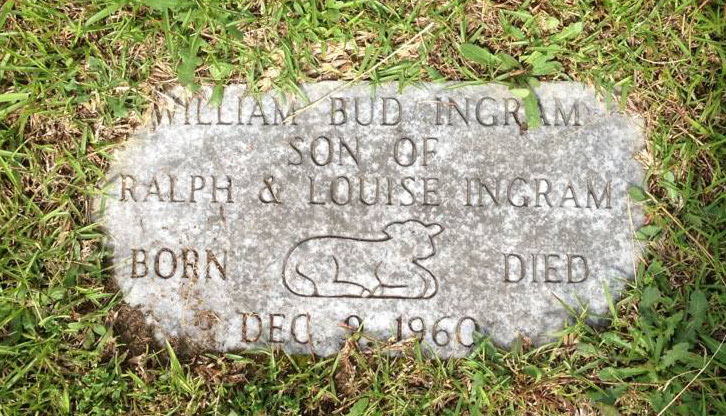 WILLIAM BUD INGRAM
SON OF
RALPH & LOUISE INGRAM
BORN DIED
DEC. 9 1960